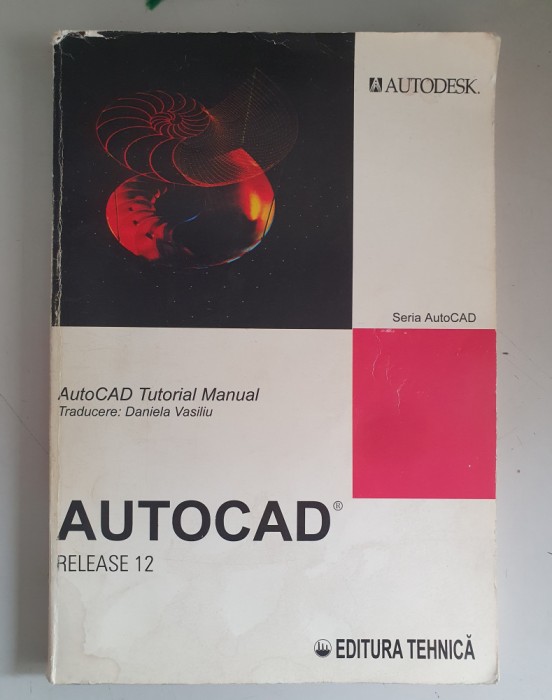 AUTODESK.
Seria AutoCAD
AutoCAD Tutorial Manual
Traducere: Daniela Vasiliu
AUTOCAD®
RELEASE 12
EDITURA TEHNICĂ